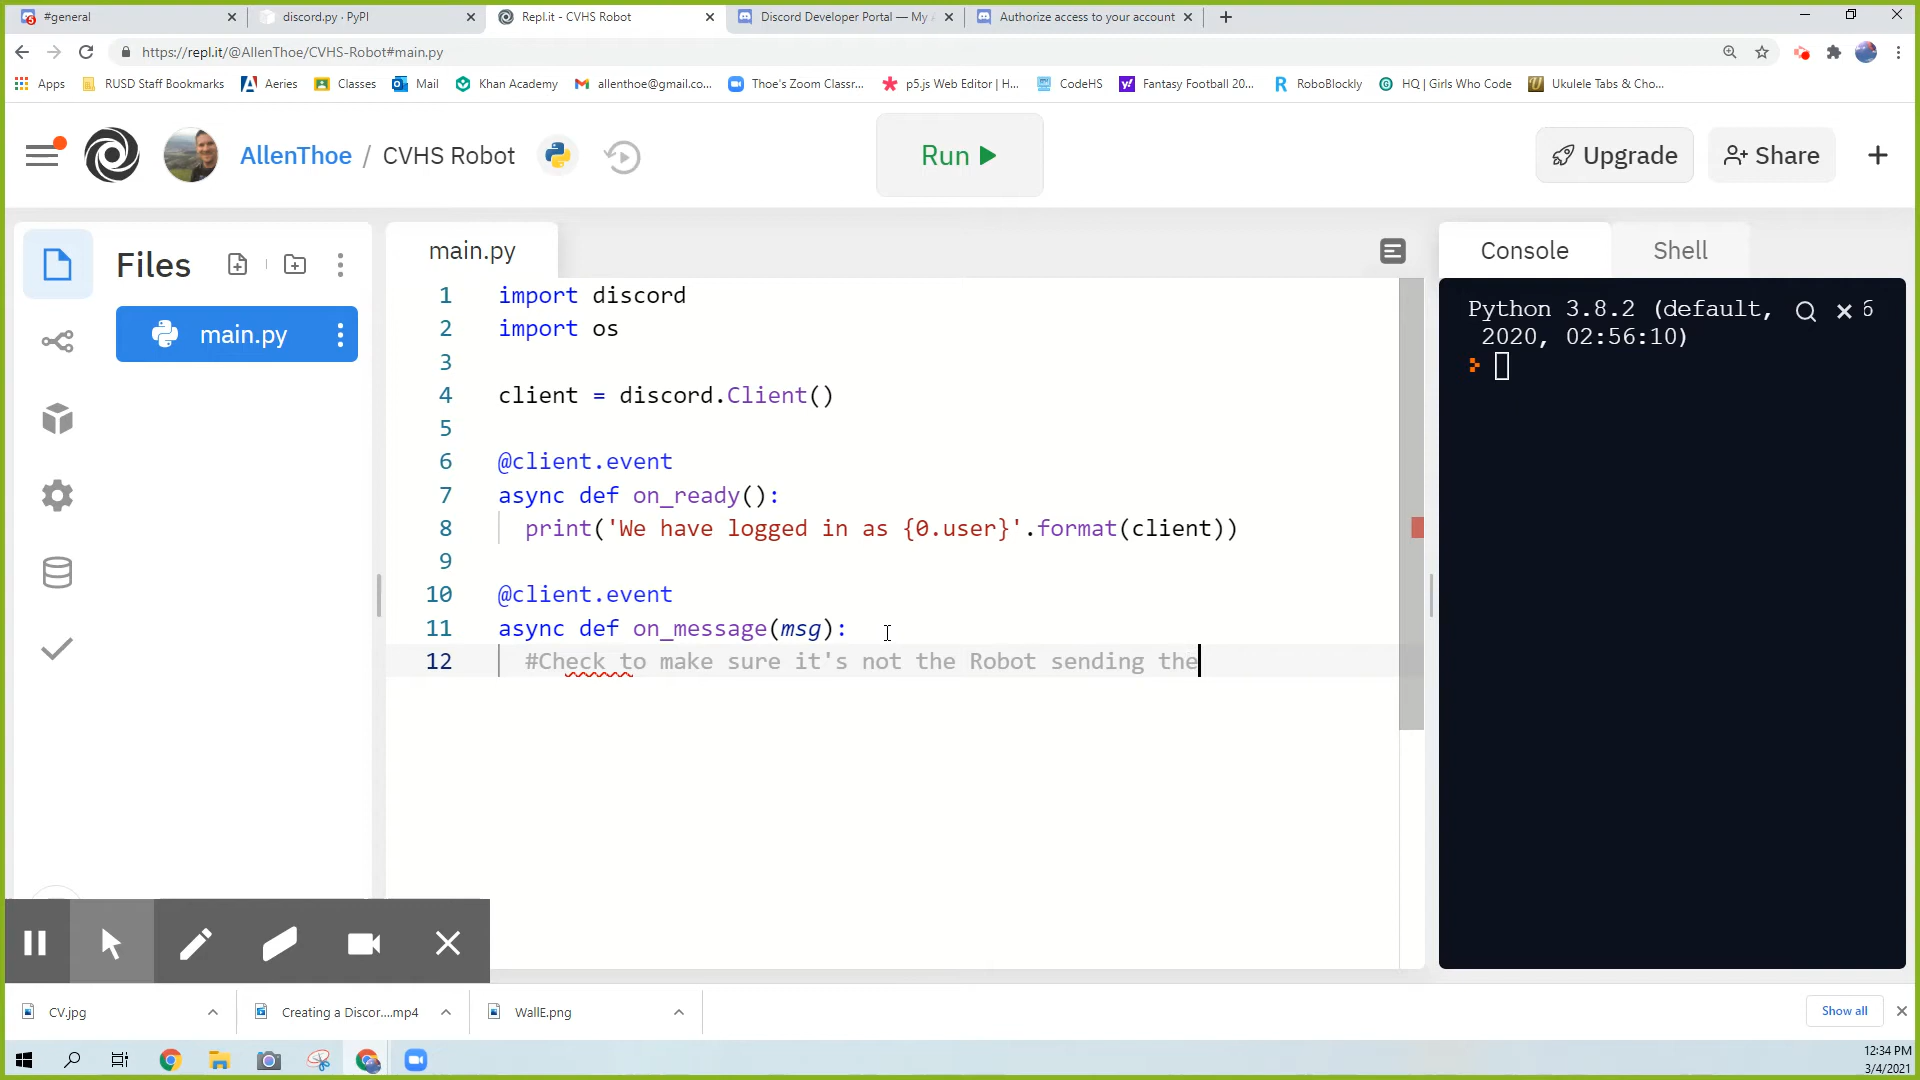 #general
discord.py · PyPI
Repl.it - CVHS Robot
Discord Developer Portal — My
Authorize access to your account
https://repl.it/@AllenThoe/CVHS-Robot#main.py
Apps
RUSD Staff Bookmarks
Aeries
Classes
Mail
Khan Academy
allenthoe@gmail.co...
Thoe's Zoom Classr...
p5.js Web Editor | H...
CodeHS
Fantasy Football 20...
RoboBlockly
HQ | Girls Who Code
Ukulele Tabs & Cho...
AllenThoe / CVHS Robot
Run
Upgrade
Share
Files
main.py
main.py
1 import discord
2 import os
3
4 client = discord.Client()
5
6 @client.event
7 async def on_ready():
8 print('We have logged in as {0.user}'.format(client))
9
10 @client.event
11 async def on_message(msg):
12 #Check to make sure it's not the Robot sending the
Console
Shell
Python 3.8.2 (default, 6
2020, 02:56:10)
CV.jpg
Creating a Discor....mp4
WallE.png
Show all
12:34 PM
3/4/2021